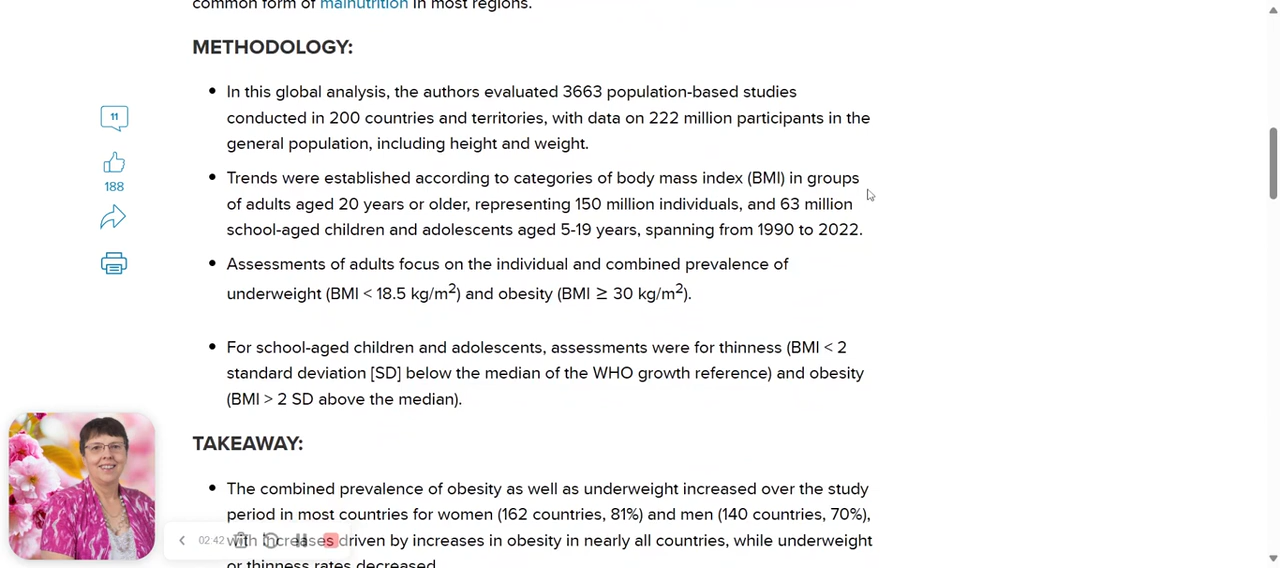 common form of malnutrition in most regions.
METHODOLOGY:
• In this global analysis, the authors evaluated 3663 population-based studies
conducted in 200 countries and territories, with data on 222 million participants in the
general population, including height and weight.
• Trends were established according to categories of body mass index (BMI) in groups
of adults aged 20 years or older, representing 150 million individuals, and 63 million
school-aged children and adolescents aged 5-19 years, spanning from 1990 to 2022.
• Assessments of adults focus on the individual and combined prevalence of
underweight (BMI < 18.5 kg/m²) and obesity (BMI ≥ 30 kg/m²).
• For school-aged children and adolescents, assessments were for thinness (BMI < 2
standard deviation [SD] below the median of the WHO growth reference) and obesity
(BMI > 2 SD above the median).
TAKEAWAY:
• The combined prevalence of obesity as well as underweight increased over the study
period in most countries for women (162 countries, 81%) and men (140 countries, 70%),
with increases driven by increases in obesity in nearly all countries, while underweight
or thinness rates decreased.
11
188
02:42